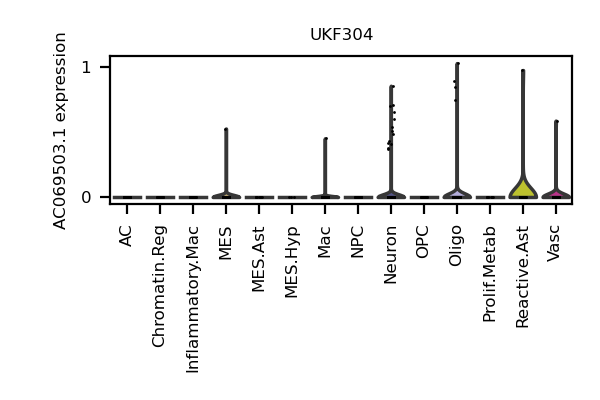 UKF304
AC069503.1 expression
1
0
AC
Chromatin.Reg
Inflammatory.Mac
MES
MES.Ast
MES.Hyp
Mac
NPC
Neuron
OPC
Oligo
Prolif.Metab
Reactive.Ast
Vasc